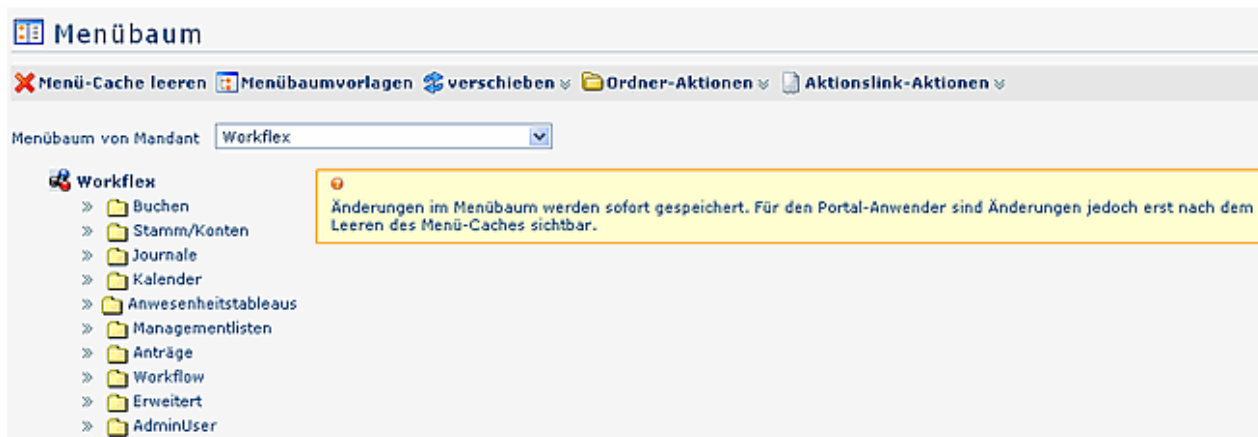 Menübaum
Menü-Cache leeren Menübaumvorlagen verschieben Ordner-Aktionen Aktionslink-Aktionen
Menübaum von Mandant Workflex
Workflex
Buchen
Stamm/Konten
Journale
Kalender
Anwesenheitstableaus
Managementlisten
Anträge
Workflow
Erweitert
AdminUser
Änderungen im Menübaum werden sofort gespeichert. Für den Portal-Anwender sind Änderungen jedoch erst nach dem
Leeren des Menü-Caches sichtbar.